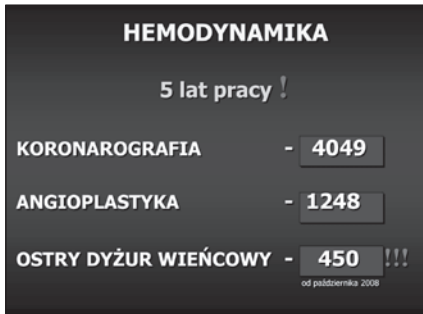 HEMODYNAMIKA
5 lat pracy !
KORONAROGRAFIA - 4049
ANGIOPLASTYKA - 1248
OSTRY DYŻUR WIEŃCOWY - 450 !!!
od października 2008